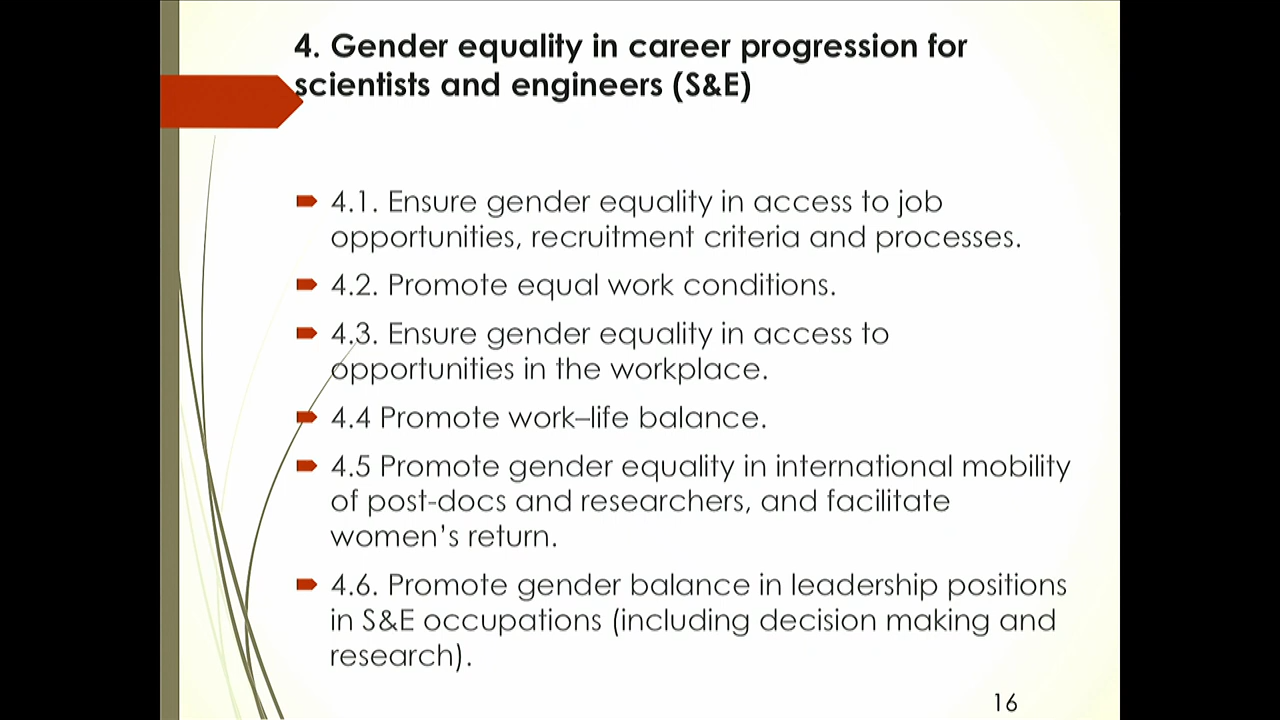 4. Gender equality in career progression for
scientists and engineers (S&E)
4.1. Ensure gender equality in access to job
opportunities, recruitment criteria and processes.
4.2. Promote equal work conditions.
4.3. Ensure gender equality in access to
opportunities in the workplace.
4.4 Promote work–life balance.
4.5 Promote gender equality in international mobility
of post-docs and researchers, and facilitate
women’s return.
4.6. Promote gender balance in leadership positions
in S&E occupations (including decision making and
research).
16